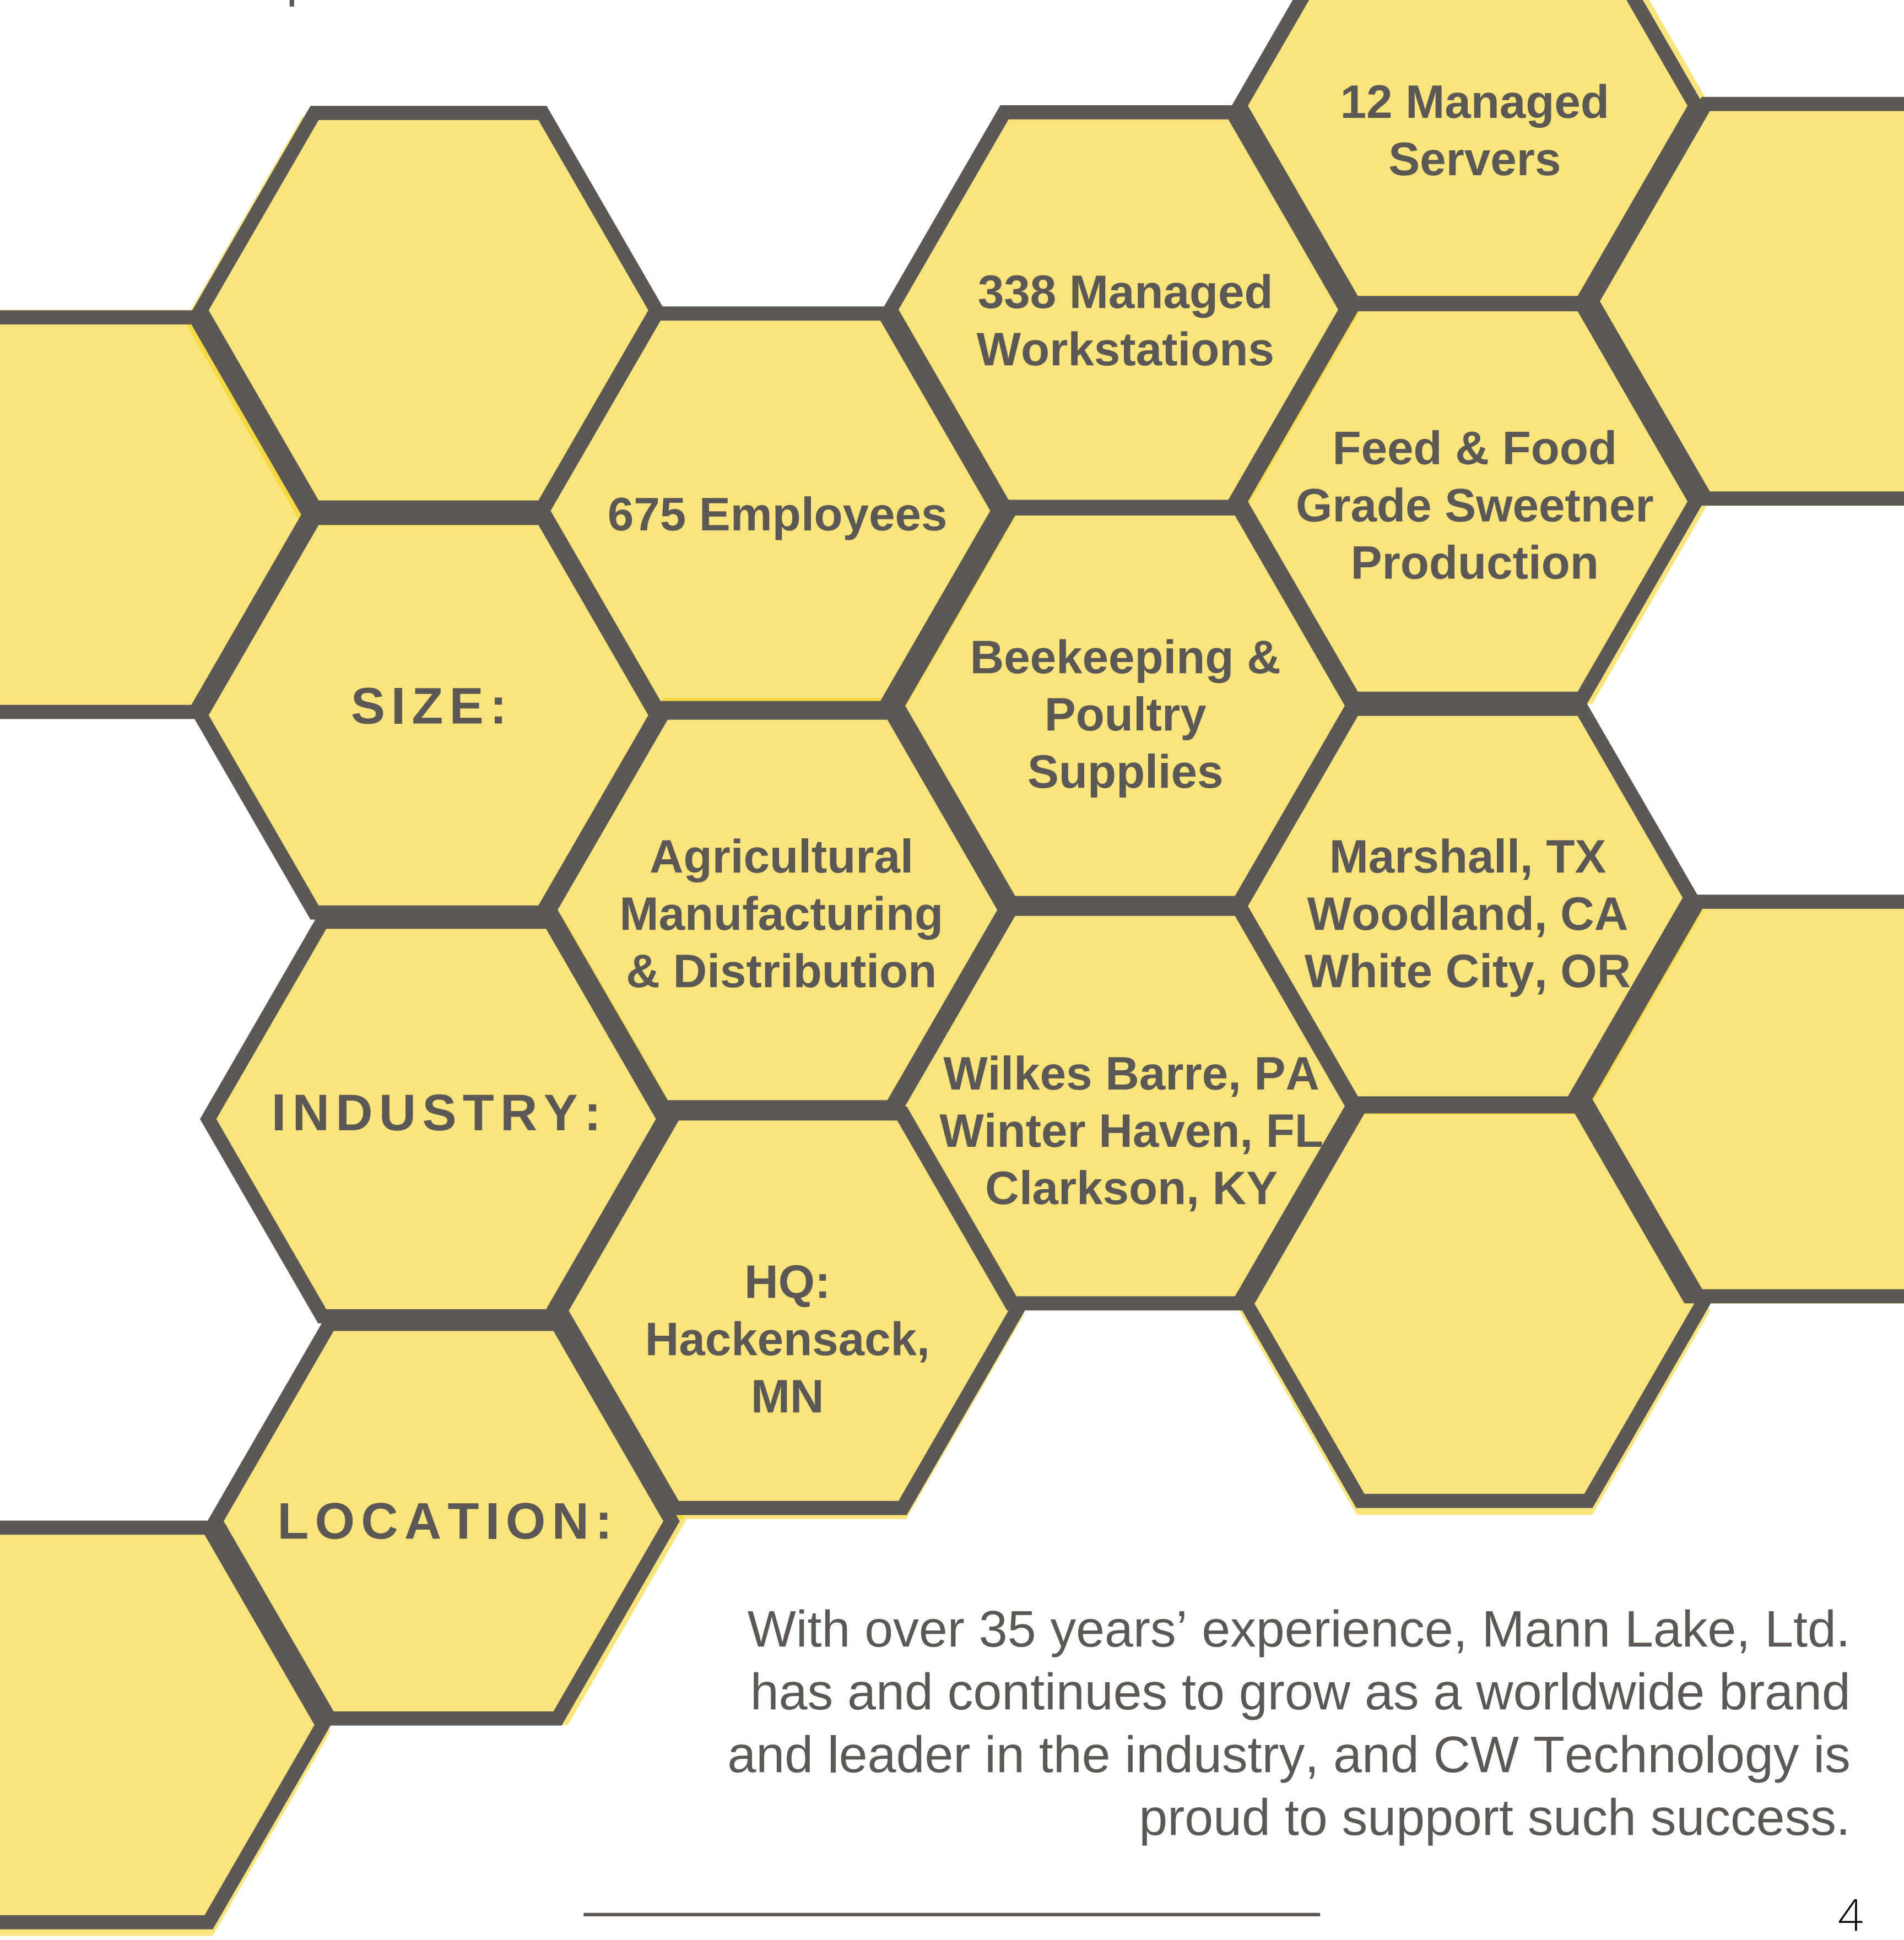 SIZE:
675 Employees
338 Managed
Workstations
12 Managed
Servers
INDUSTRY:
Agricultural
Manufacturing
& Distribution
Beekeeping &
Poultry
Supplies
Feed & Food
Grade Sweetner
Production
LOCATION:
HQ:
Hackensack,
MN
Wilkes Barre, PA
Winter Haven, FL
Clarkson, KY
Marshall, TX
Woodland, CA
White City, OR
With over 35 years’ experience, Mann Lake, Ltd.
has and continues to grow as a worldwide brand
and leader in the industry, and CW Technology is
proud to support such success.
4